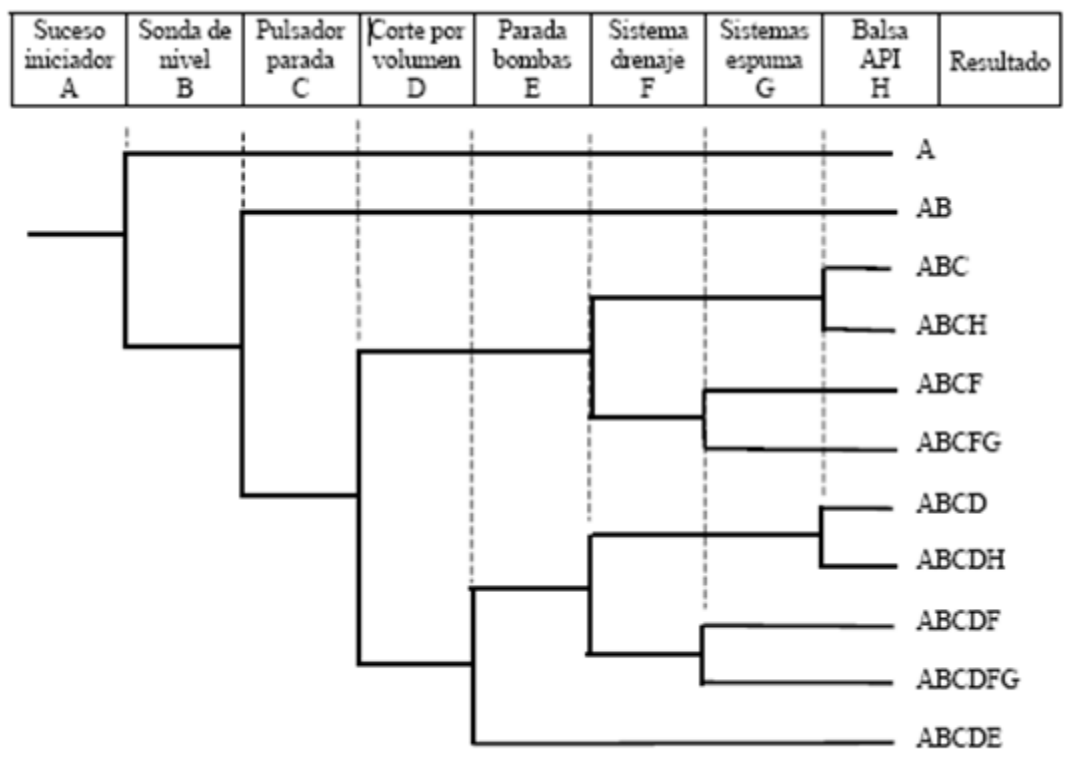 Suceso
iniciador
A
Sonda de
nivel
B
Pulsador
parada
C
Corte por
volumen
D
Parada
bombas
E
Sistema
drenaje
F
Sistemas
espuma
G
Balsa
API
H
Resultado
A
AB
ABC
ABCH
ABCF
ABCFG
ABCD
ABCDH
ABCDF
ABCDFG
ABCDE